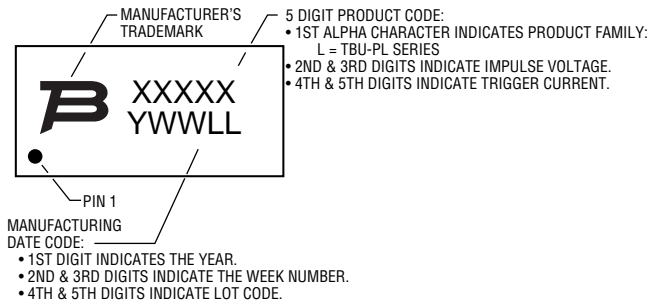 MANUFACTURER'S
TRADEMARK
5 DIGIT PRODUCT CODE:
• 1ST ALPHA CHARACTER INDICATES PRODUCT FAMILY:
L = TBU-PL SERIES
• 2ND & 3RD DIGITS INDICATE IMPULSE VOLTAGE.
• 4TH & 5TH DIGITS INDICATE TRIGGER CURRENT.
XXXXX
YWWLL
PIN 1
MANUFACTURING
DATE CODE:
• 1ST DIGIT INDICATES THE YEAR.
• 2ND & 3RD DIGITS INDICATE THE WEEK NUMBER.
• 4TH & 5TH DIGITS INDICATE LOT CODE.